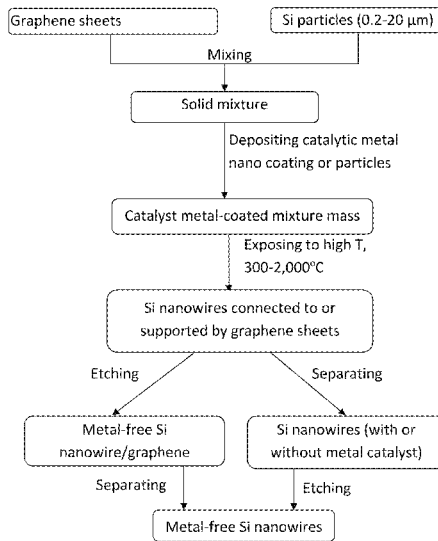 Graphene sheets
Si particles (0.2-20 μm)
Mixing
Solid mixture
Depositing catalytic metal
nano coating or particles
Catalyst metal-coated mixture mass
Exposing to high T,
300-2,000°C
Si nanowires connected to or
supported by graphene sheets
Etching
Separating
Metal-free Si
nanowire/graphene
Si nanowires (with or
without metal catalyst)
Separating
Etching
Metal-free Si nanowires